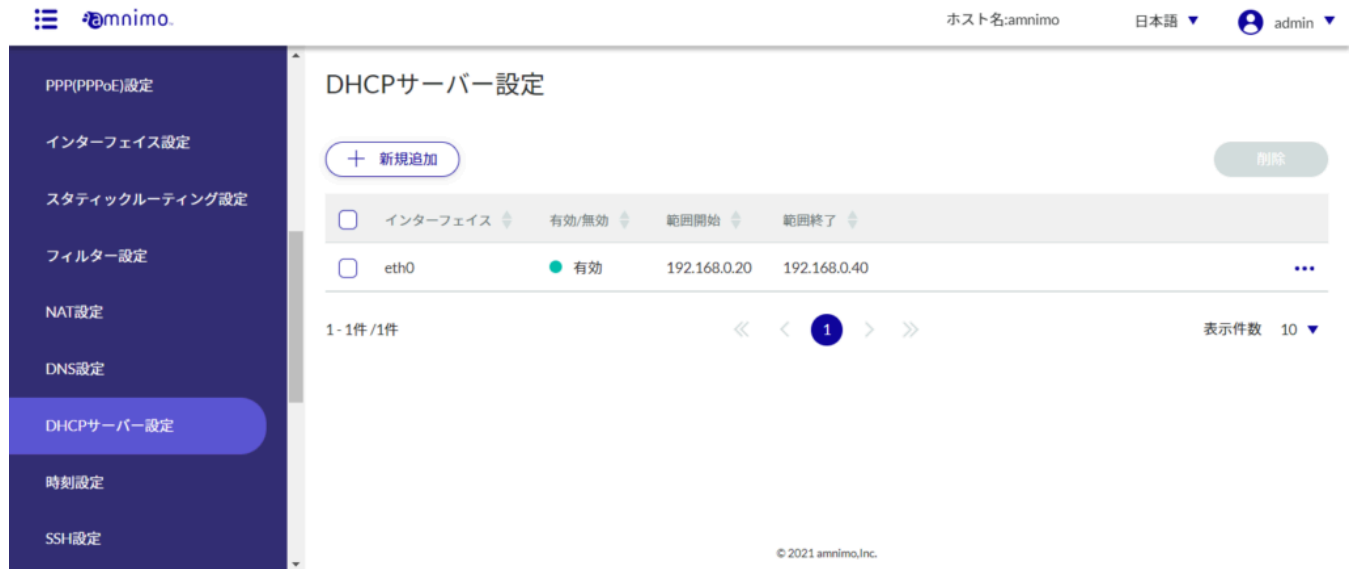 amnimo
ホスト名:amnimo
日本語 ▼
admin ▼
PPP(PPPoE)設定
インターフェイス設定
スタティックルーティング設定
フィルター設定
NAT設定
DNS設定
DHCPサーバー設定
時刻設定
SSH設定
DHCPサーバー設定
＋ 新規追加
削除
インターフェイス 有効/無効 範囲開始 範囲終了
eth0 有効 192.168.0.20 192.168.0.40 •••
1 - 1件 /1件
≪ < 1 > ≫
表示件数 10 ▼
© 2021 amnimo,Inc.